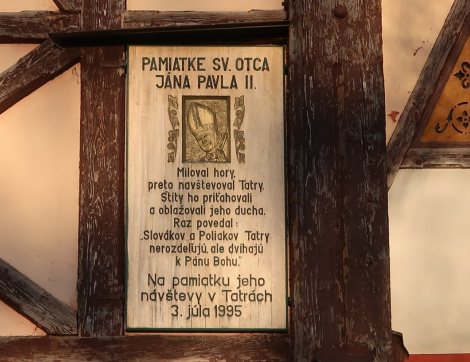 PAMIATKE SV. OTCA
JÁNA PAVLA II.
Miloval hory,
preto navštevoval Tatry.
Štíty ho priťahovali
a oblažovali jeho ducha.
Raz povedal:
„Slovákov a Poliakov Tatry
nerozdeľujú, ale dvíhajú
k Pánu Bohu."
Na pamiatku jeho
návštevy v Tatrách
3. júla 1995